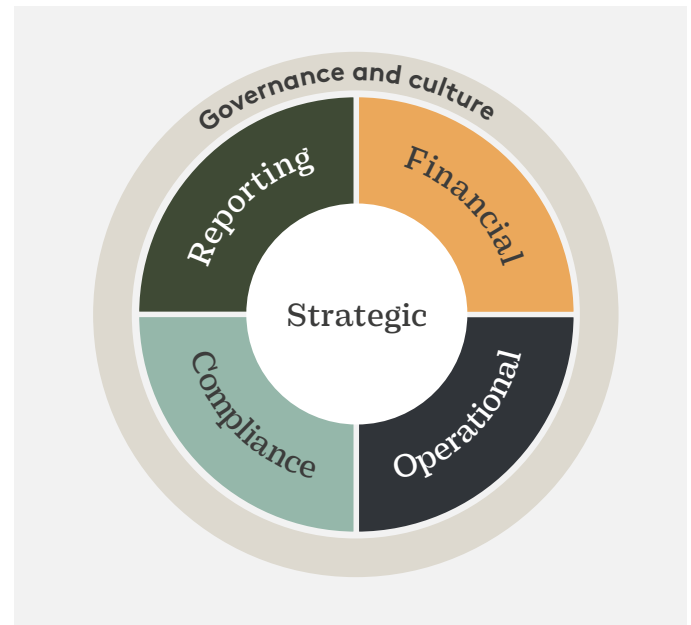 Governance and culture
Reporting
Financial
Strategic
Compliance
Operational